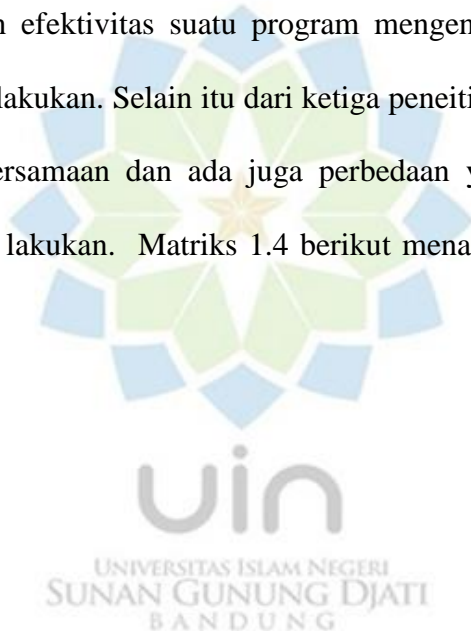 efektivitas suatu program mengen
lakukan. Selain itu dari ketiga peneiti
ersamaan dan ada juga perbedaan y
lakukan. Matriks 1.4 berikut mena
uin
UNIVERSITAS ISLAM NEGERI
SUNAN GUNUNG DJATI
BANDUNG